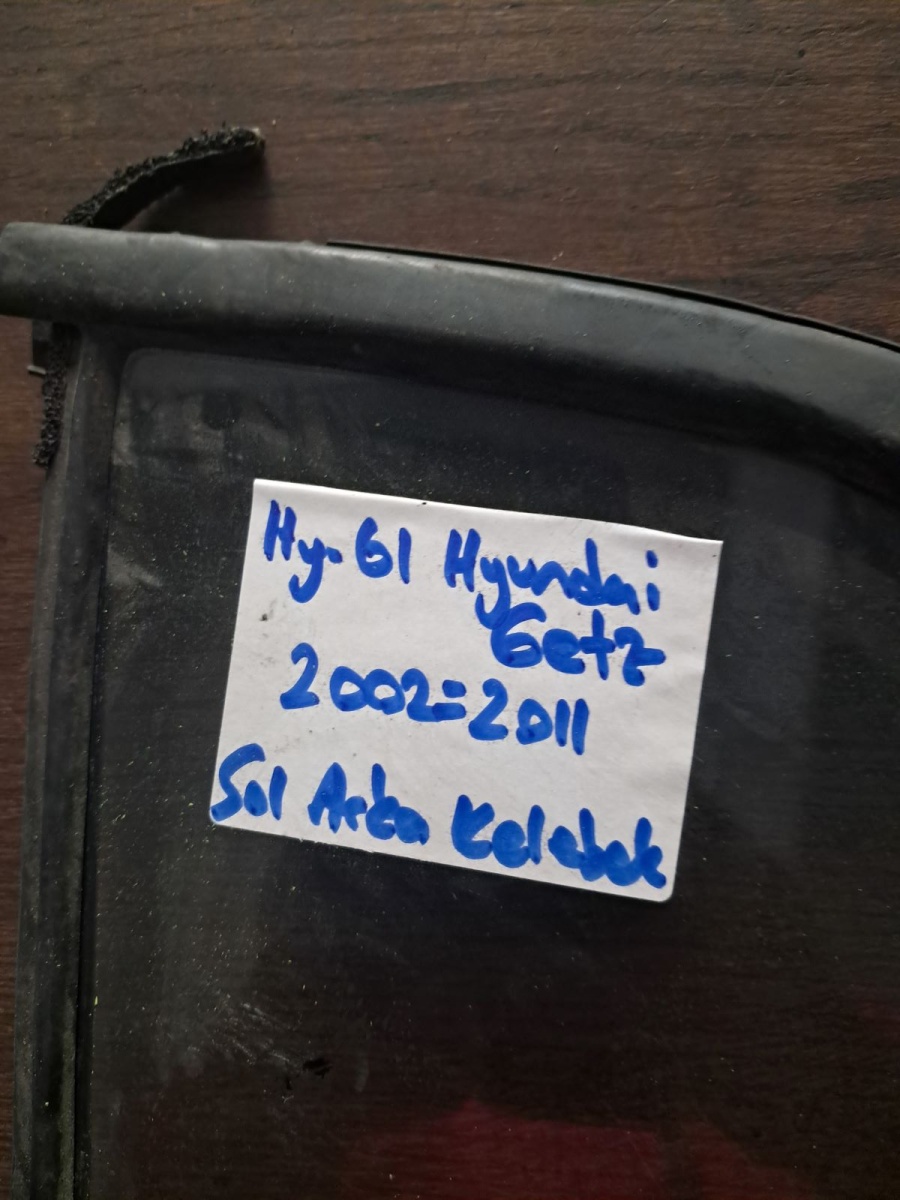 Hy. 61 Hyundai
Getz
2002=2011
Sol Arka Kelebek